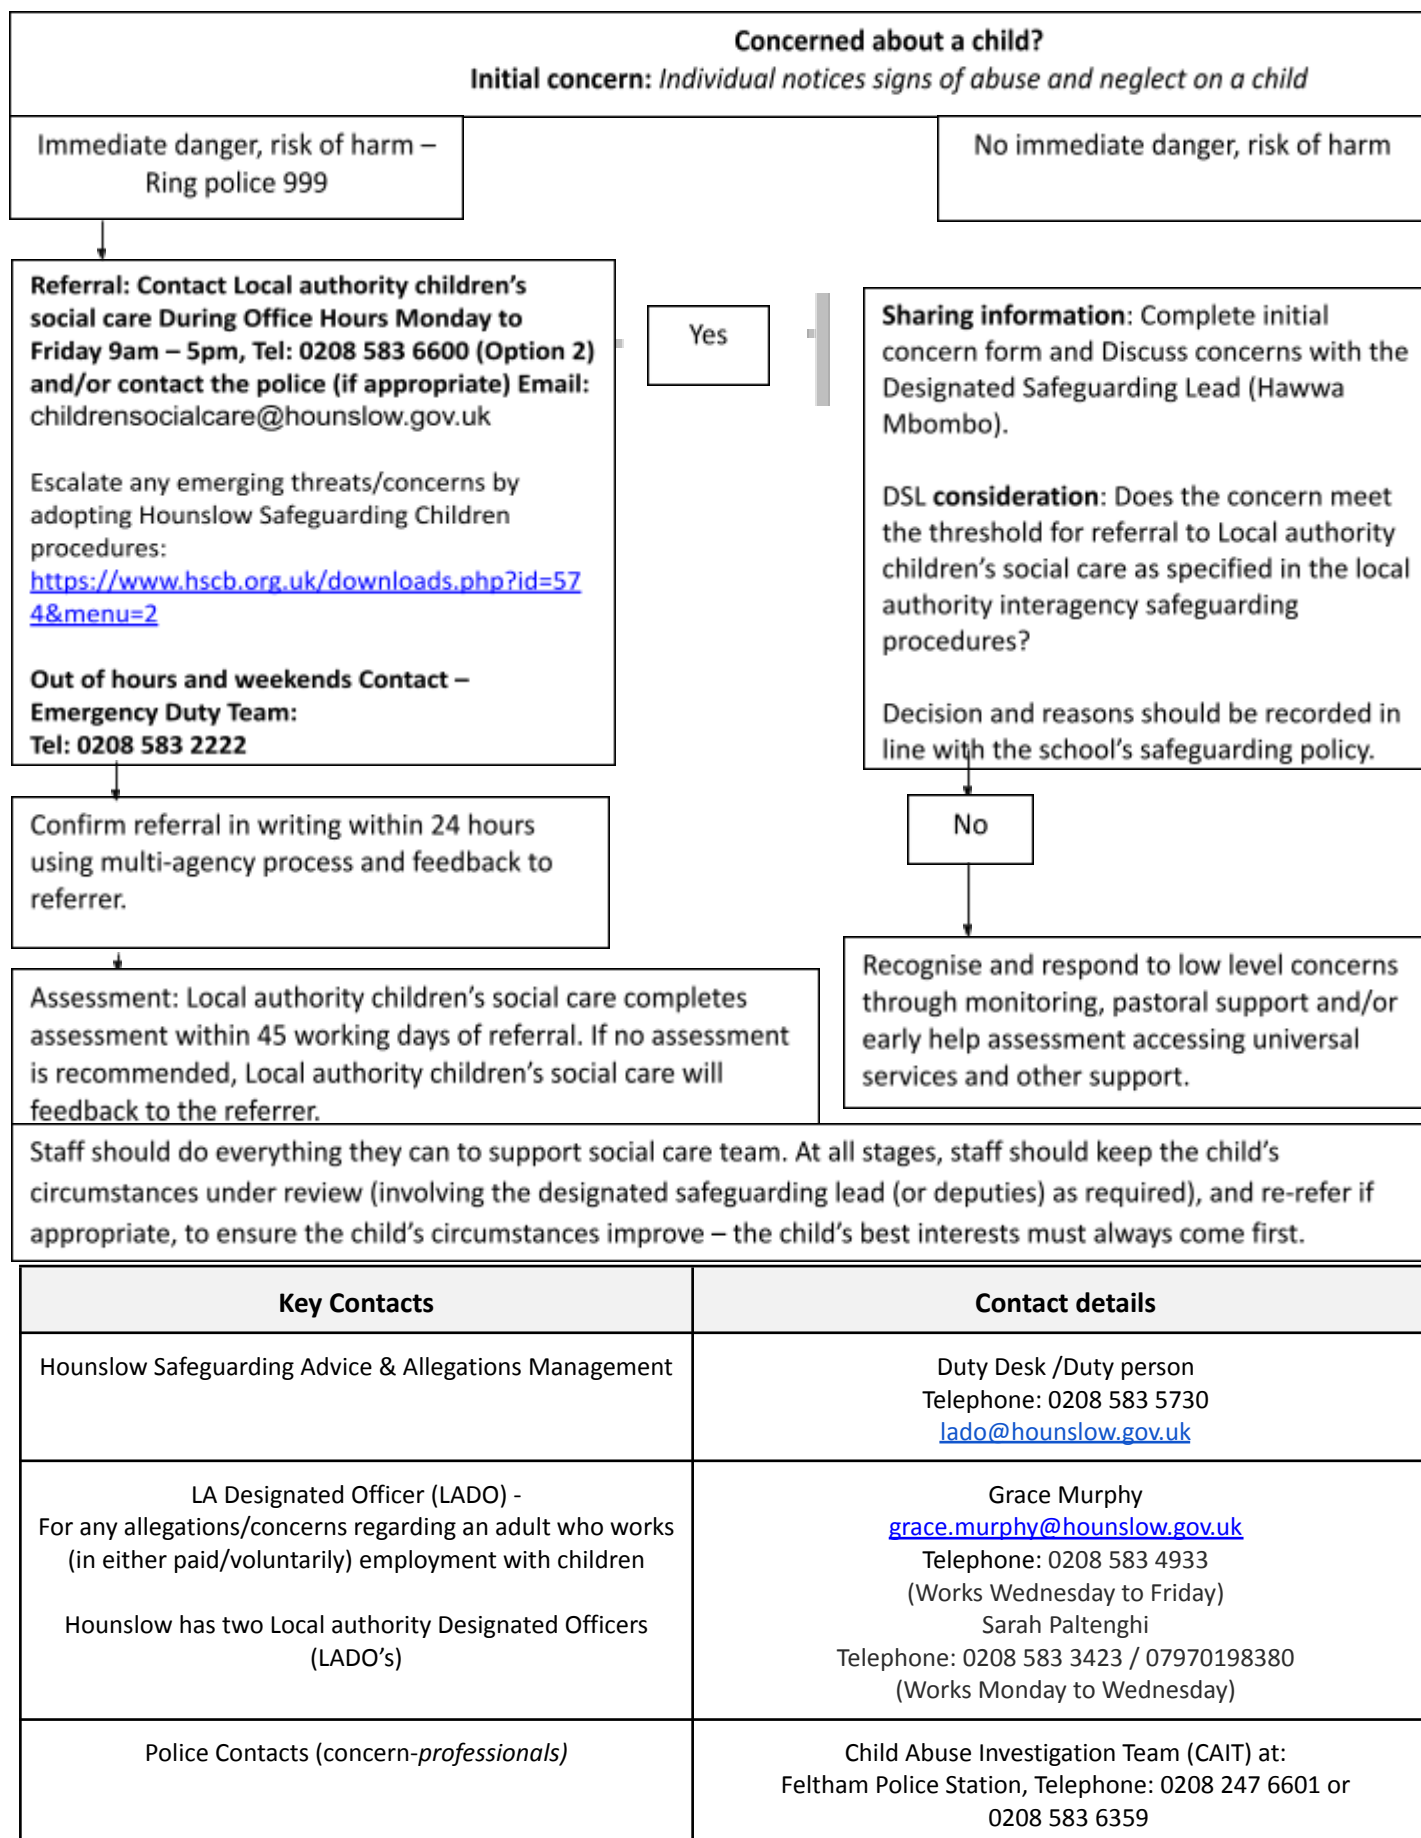 Concerned about a child?
Initial concern: Individual notices signs of abuse and neglect on a child
Immediate danger, risk of harm –
Ring police 999
No immediate danger, risk of harm
Referral: Contact Local authority children's
social care During Office Hours Monday to
Friday 9am – 5pm, Tel: 0208 583 6600 (Option 2)
and/or contact the police (if appropriate) Email:
childrensocialcare@hounslow.gov.uk
Escalate any emerging threats/concerns by
adopting Hounslow Safeguarding Children
procedures:
https://www.hscb.org.uk/downloads.php?id=57
4&menu=2
Out of hours and weekends Contact –
Emergency Duty Team:
Tel: 0208 583 2222
Yes
Sharing information: Complete initial
concern form and Discuss concerns with the
Designated Safeguarding Lead (Hawwa
Mbombo).
DSL consideration: Does the concern meet
the threshold for referral to Local authority
children's social care as specified in the local
authority interagency safeguarding
procedures?
Decision and reasons should be recorded in
line with the school's safeguarding policy.
Confirm referral in writing within 24 hours
using multi-agency process and feedback to
referrer.
No
Assessment: Local authority children's social care completes
assessment within 45 working days of referral. If no assessment
is recommended, Local authority children's social care will
feedback to the referrer.
Recognise and respond to low level concerns
through monitoring, pastoral support and/or
early help assessment accessing universal
services and other support.
Staff should do everything they can to support social care team. At all stages, staff should keep the child's
circumstances under review (involving the designated safeguarding lead (or deputies) as required), and re-refer if
appropriate, to ensure the child's circumstances improve – the child's best interests must always come first.
Key Contacts
Contact details
Hounslow Safeguarding Advice & Allegations Management
Duty Desk /Duty person
Telephone: 0208 583 5730
lado@hounslow.gov.uk
LA Designated Officer (LADO) -
For any allegations/concerns regarding an adult who works
(in either paid/voluntarily) employment with children
Hounslow has two Local authority Designated Officers
(LADO's)
Grace Murphy
grace.murphy@hounslow.gov.uk
Telephone: 0208 583 4933
(Works Wednesday to Friday)
Sarah Paltenghi
Telephone: 0208 583 3423 / 07970198380
(Works Monday to Wednesday)
Police Contacts (concern-professionals)
Child Abuse Investigation Team (CAIT) at:
Feltham Police Station, Telephone: 0208 247 6601 or
0208 583 6359